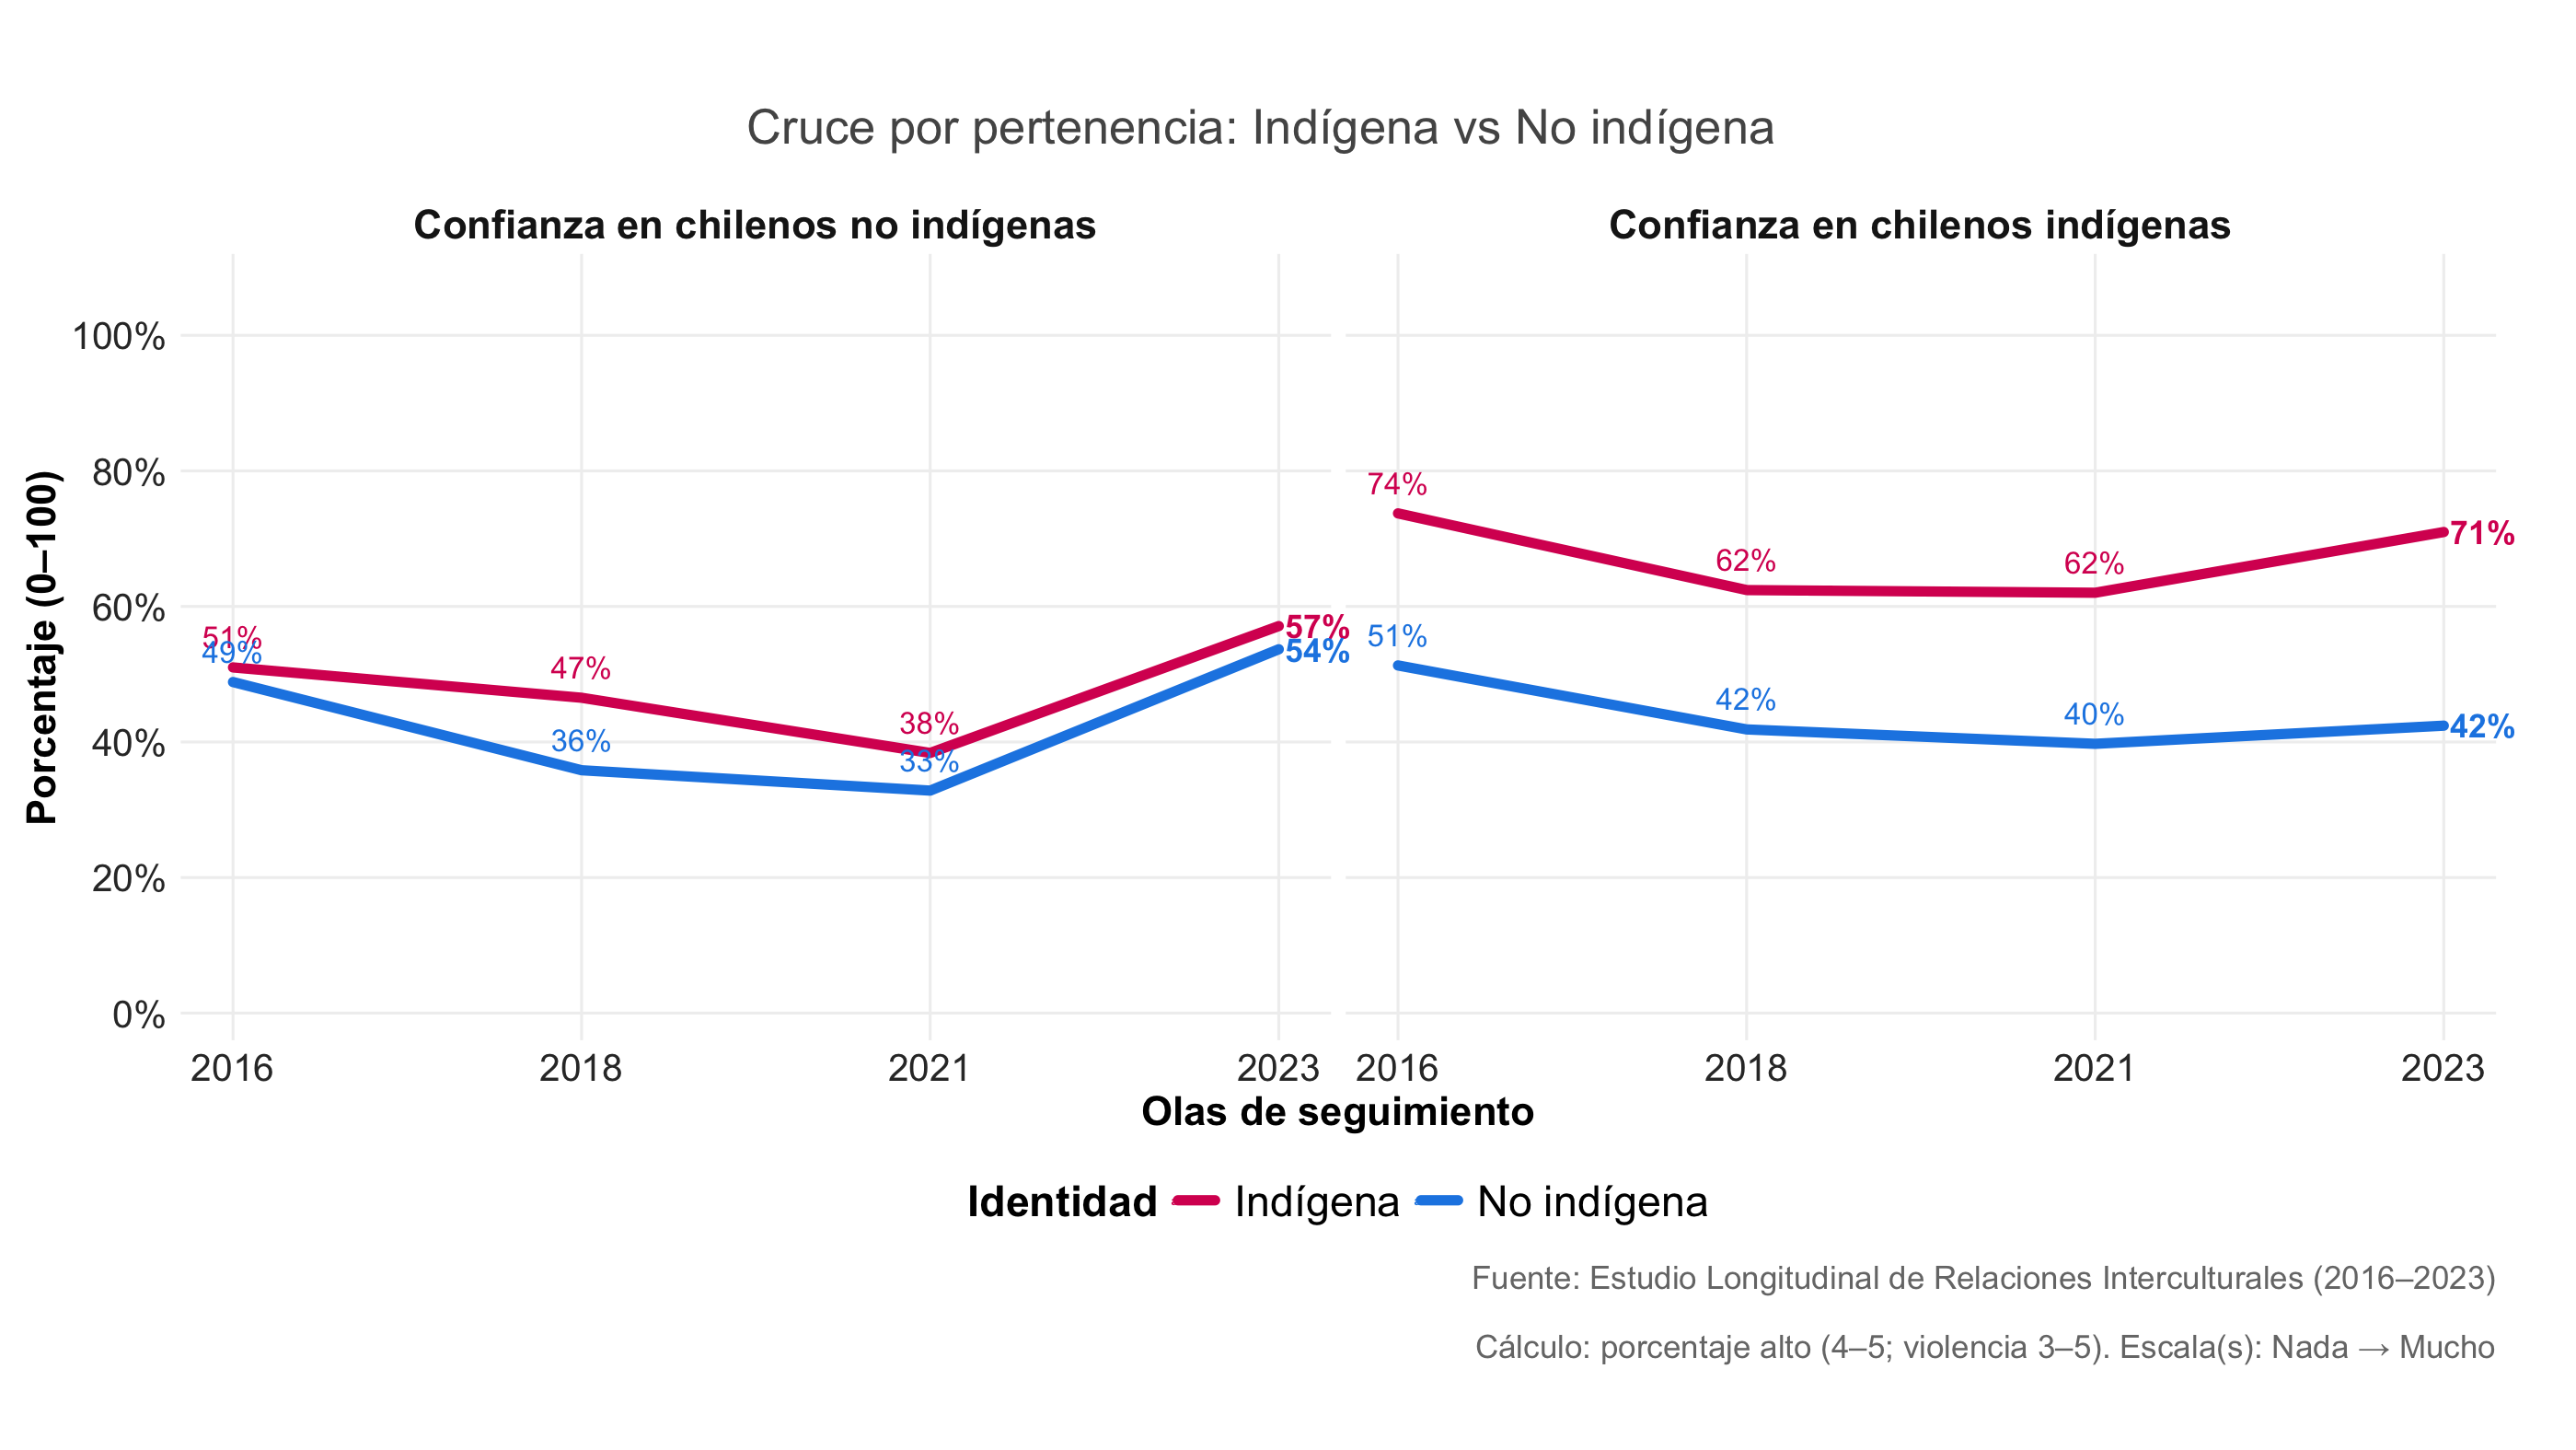 Cruce por pertenencia: Indígena vs No indígena
Confianza en chilenos no indígenas
Confianza en chilenos indígenas
Porcentaje (0–100)
100%
80%
60%
40%
20%
0%
51%
49%
47%
36%
38%
33%
57%
54%
74%
51%
62%
42%
62%
40%
71%
42%
2016 2018 2021 2023 2016 2018 2021 2023
Olas de seguimiento
Identidad Indígena No indígena
Fuente: Estudio Longitudinal de Relaciones Interculturales (2016–2023)
Cálculo: porcentaje alto (4–5; violencia 3–5). Escala(s): Nada → Mucho